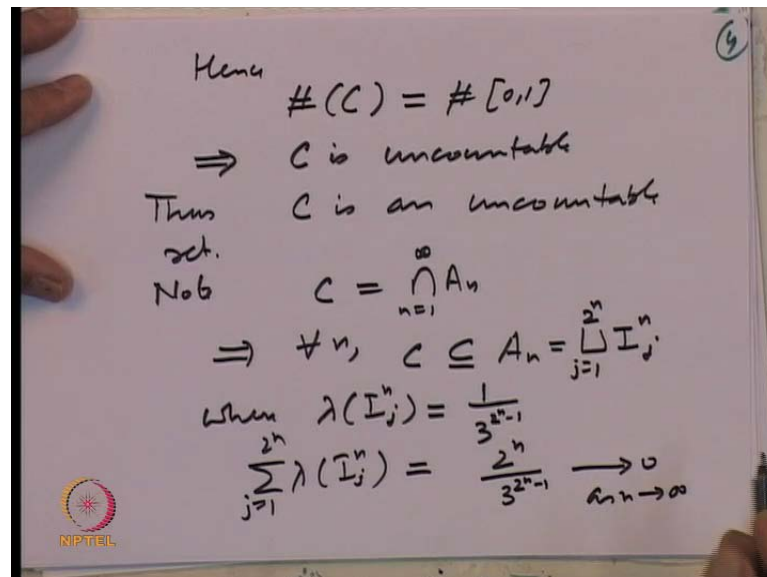 4
Hence
#(C) = #[0,1]
⟹ C is uncountable
Thus C is an uncountable
set.
Note C = ⋂_{n=1}^{∞} A_n
⟹ ∀ n, C ⊆ A_n = ⨆_{j=1}^{2^n} I_j^n
where λ(I_j^n) = 1/3^{2^n-1}
∑_{j=1}^{2^n} λ(I_j^n) = 2^n/3^{2^n-1} ⟶ 0
as n→∞
NPTEL